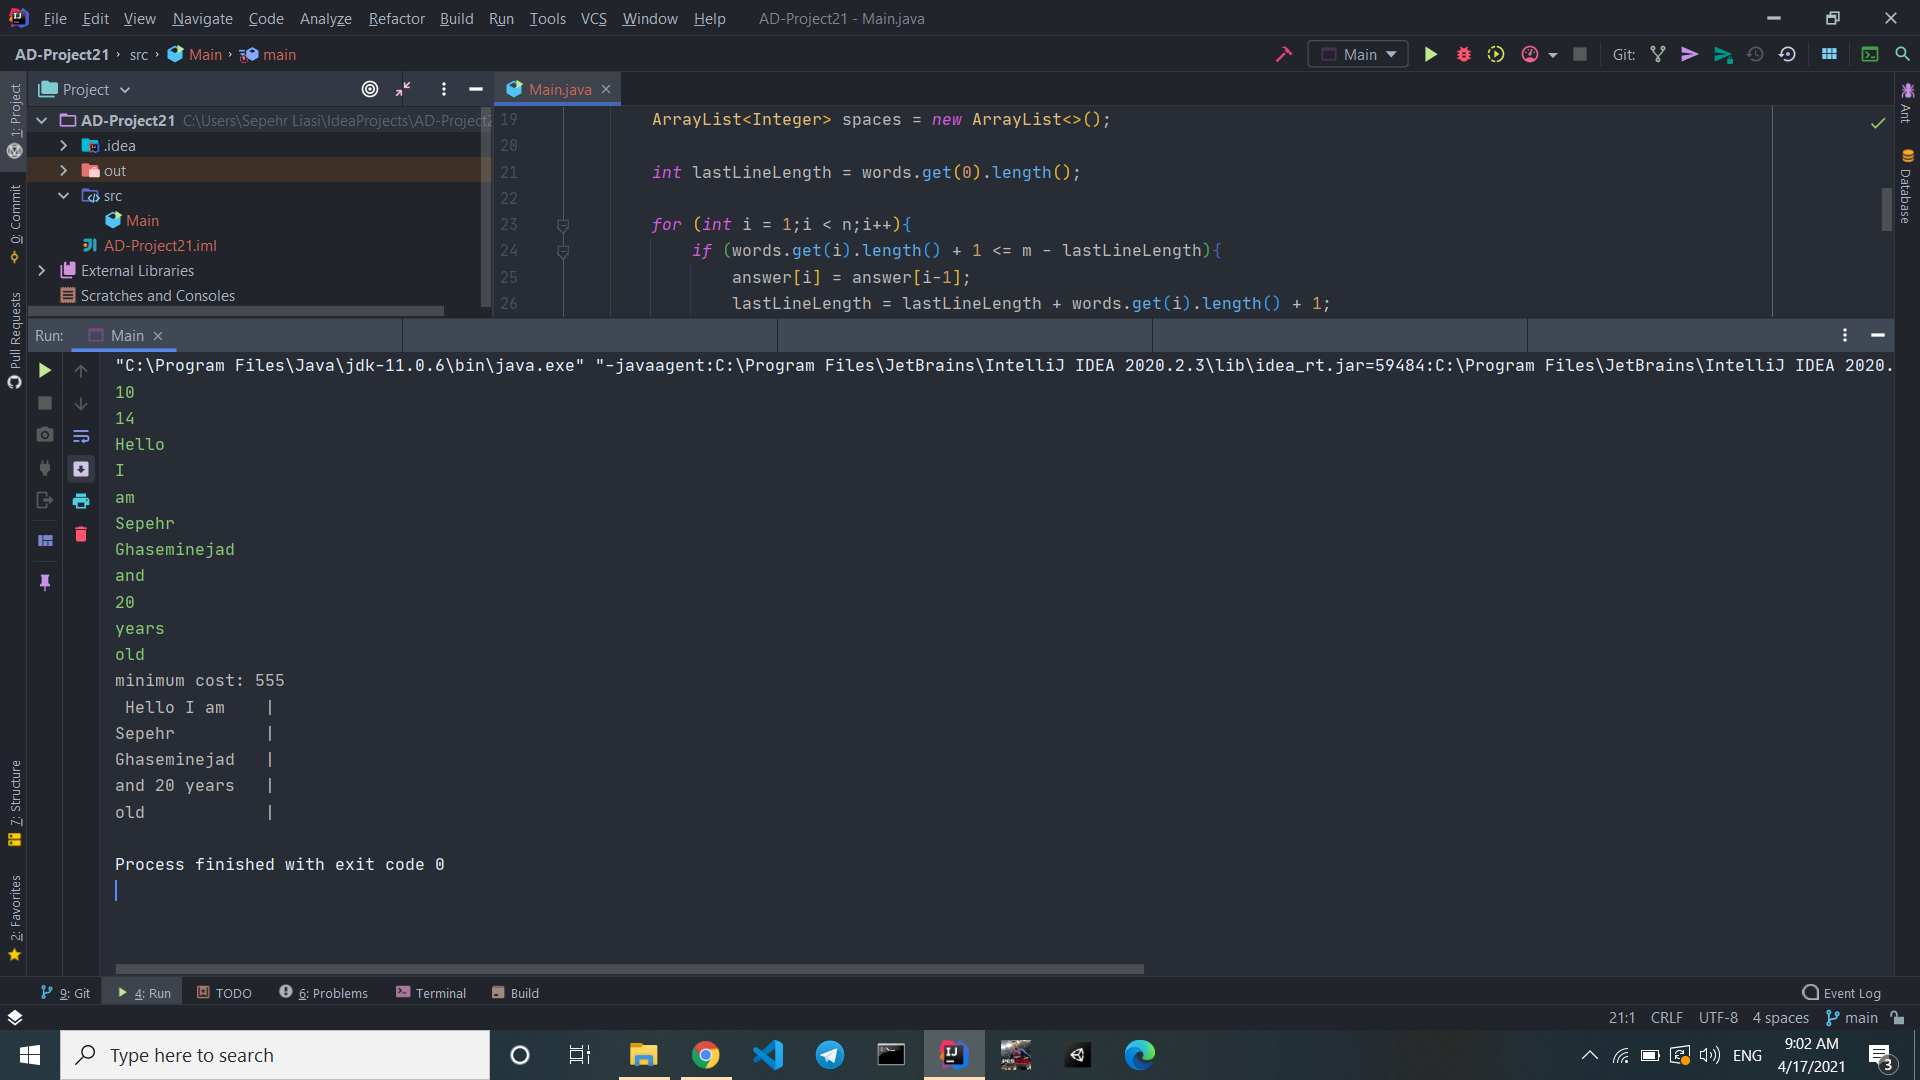 File Edit View Navigate Code Analyze Refactor Build Run Tools VCS Window Help AD-Project21 - Main.java
AD-Project21 › src › Main › main
Main
Git:
1: Project
0: Commit
Pull Requests
7: Structure
2: Favorites
Project
AD-Project21 C:\Users\Sepehr Liasi\IdeaProjects\AD-Project2
.idea
out
src
Main
AD-Project21.iml
External Libraries
Scratches and Consoles
Main.java
19 ArrayList<Integer> spaces = new ArrayList<>();
20
21 int lastLineLength = words.get(0).length();
22
23 for (int i = 1;i < n;i++){
24 if (words.get(i).length() + 1 <= m - lastLineLength){
25 answer[i] = answer[i-1];
26 lastLineLength = lastLineLength + words.get(i).length() + 1;
Ant
Database
Run: Main
"C:\Program Files\Java\jdk-11.0.6\bin\java.exe" "-javaagent:C:\Program Files\JetBrains\IntelliJ IDEA 2020.2.3\lib\idea_rt.jar=59484:C:\Program Files\JetBrains\IntelliJ IDEA 2020.
10
14
Hello
I
am
Sepehr
Ghaseminejad
and
20
years
old
minimum cost: 555
 Hello I am    |
Sepehr         |
Ghaseminejad   |
and 20 years   |
old            |
Process finished with exit code 0
9: Git 4: Run TODO 6: Problems Terminal Build Event Log
21:1 CRLF UTF-8 4 spaces main
Type here to search
ENG
9:02 AM
4/17/2021
3